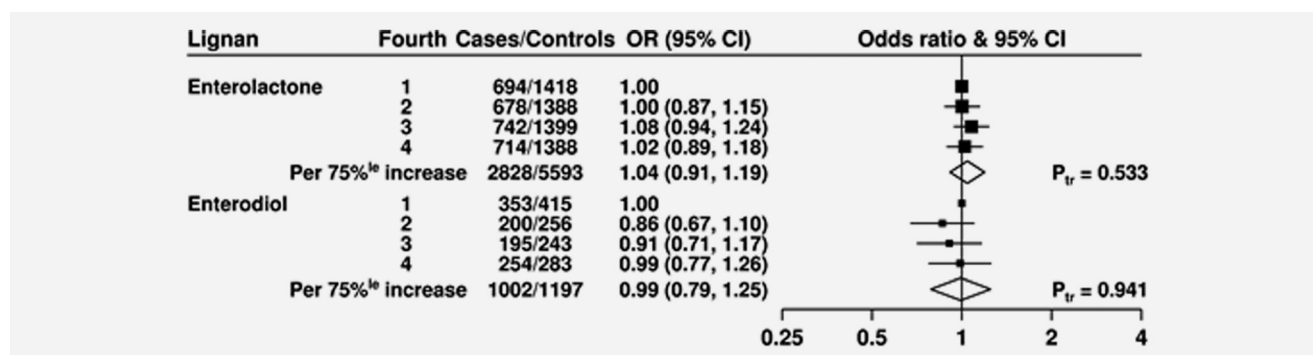 Lignan Fourth Cases/Controls OR (95% CI) Odds ratio & 95% CI
Enterolactone 1 694/1418 1.00
2 678/1388 1.00 (0.87, 1.15)
3 742/1399 1.08 (0.94, 1.24)
4 714/1388 1.02 (0.89, 1.18)
Per 75%le increase 2828/5593 1.04 (0.91, 1.19) Ptr = 0.533
Enterodiol 1 353/415 1.00
2 200/256 0.86 (0.67, 1.10)
3 195/243 0.91 (0.71, 1.17)
4 254/283 0.99 (0.77, 1.26)
Per 75%le increase 1002/1197 0.99 (0.79, 1.25) Ptr = 0.941
0.25 0.5 1 2 4